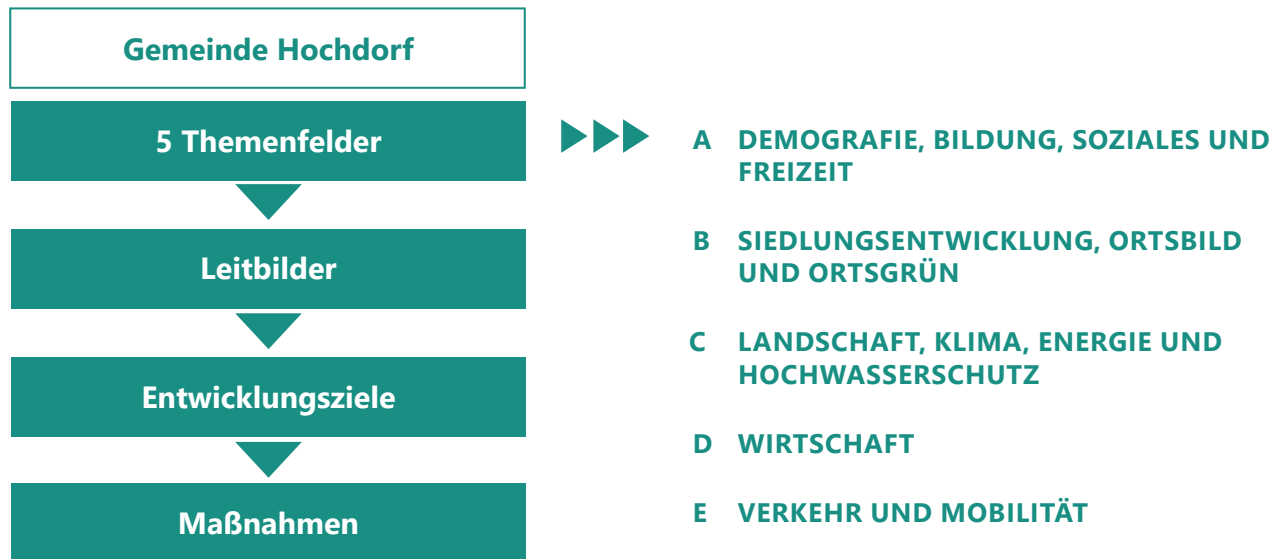 Gemeinde Hochdorf
5 Themenfelder
Leitbilder
Entwicklungsziele
Maßnahmen
A DEMOGRAFIE, BILDUNG, SOZIALES UND
FREIZEIT
B SIEDLUNGSENTWICKLUNG, ORTSBILD
UND ORTSGRÜN
C LANDSCHAFT, KLIMA, ENERGIE UND
HOCHWASSERSCHUTZ
D WIRTSCHAFT
E VERKEHR UND MOBILITÄT